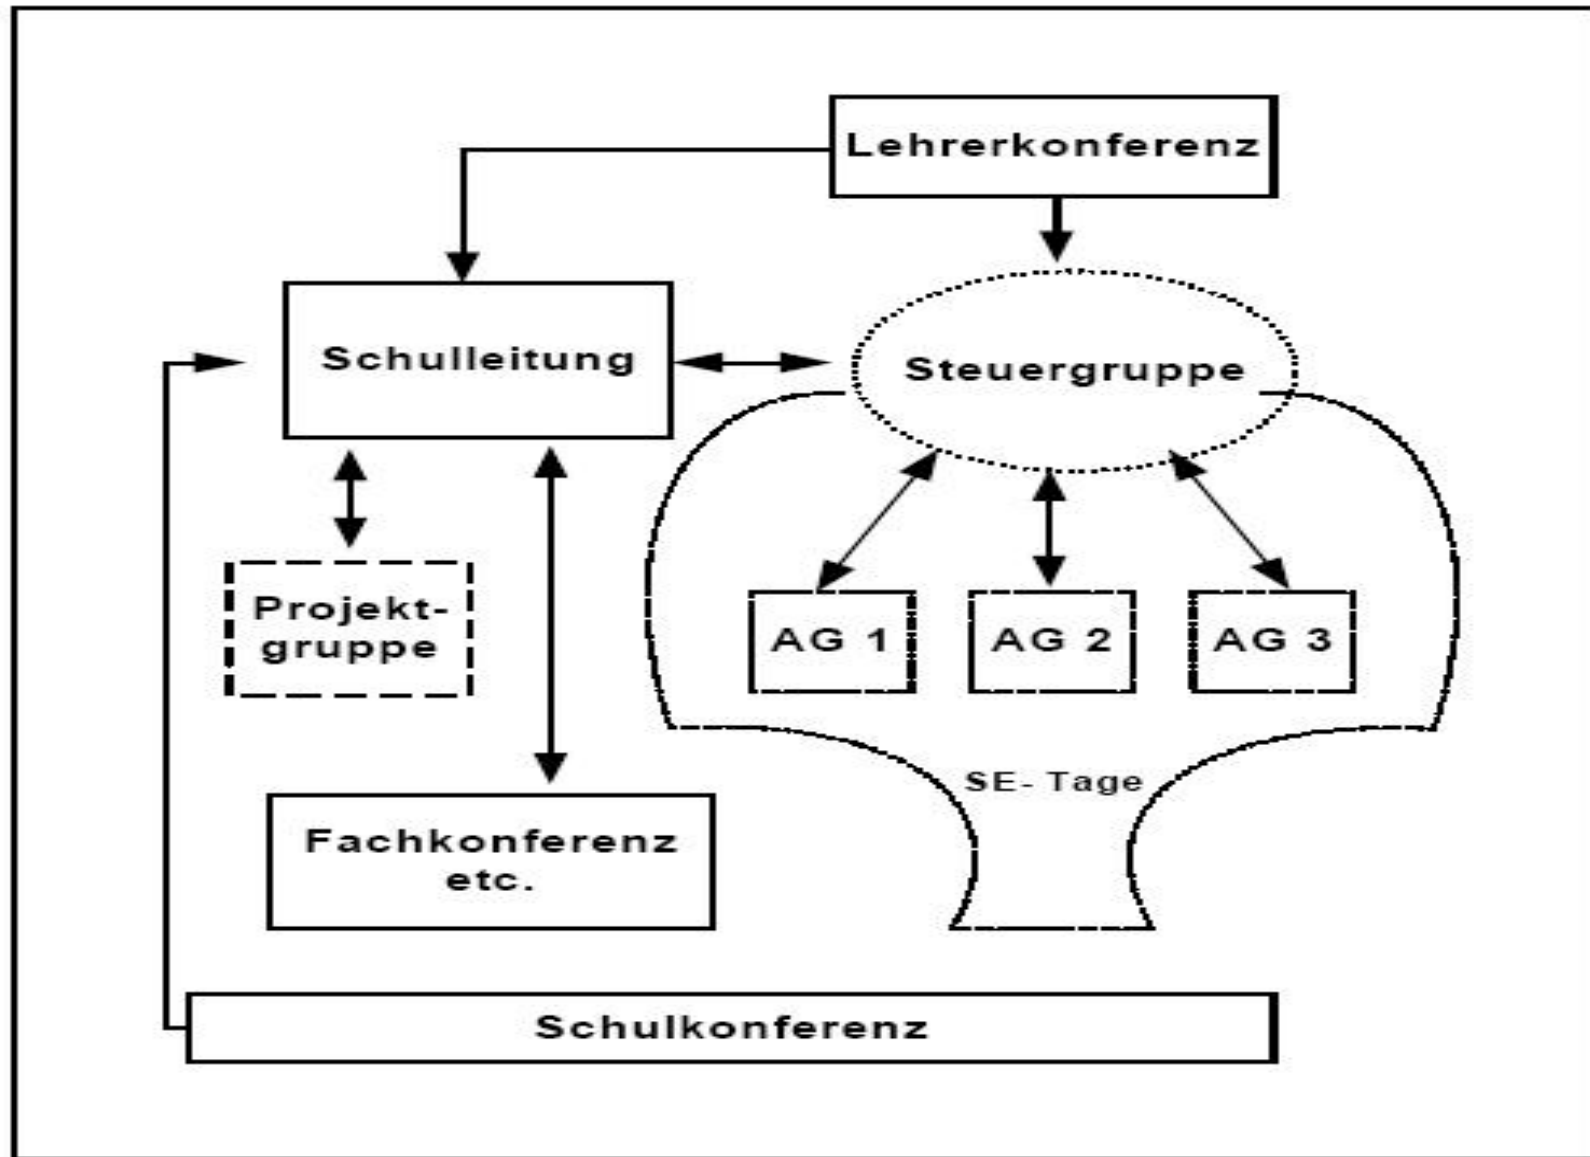 Lehrerkonferenz
Schulleitung
Steuergruppe
Projekt-
gruppe
AG 1
AG 2
AG 3
SE- Tage
Fachkonferenz
etc.
Schulkonferenz